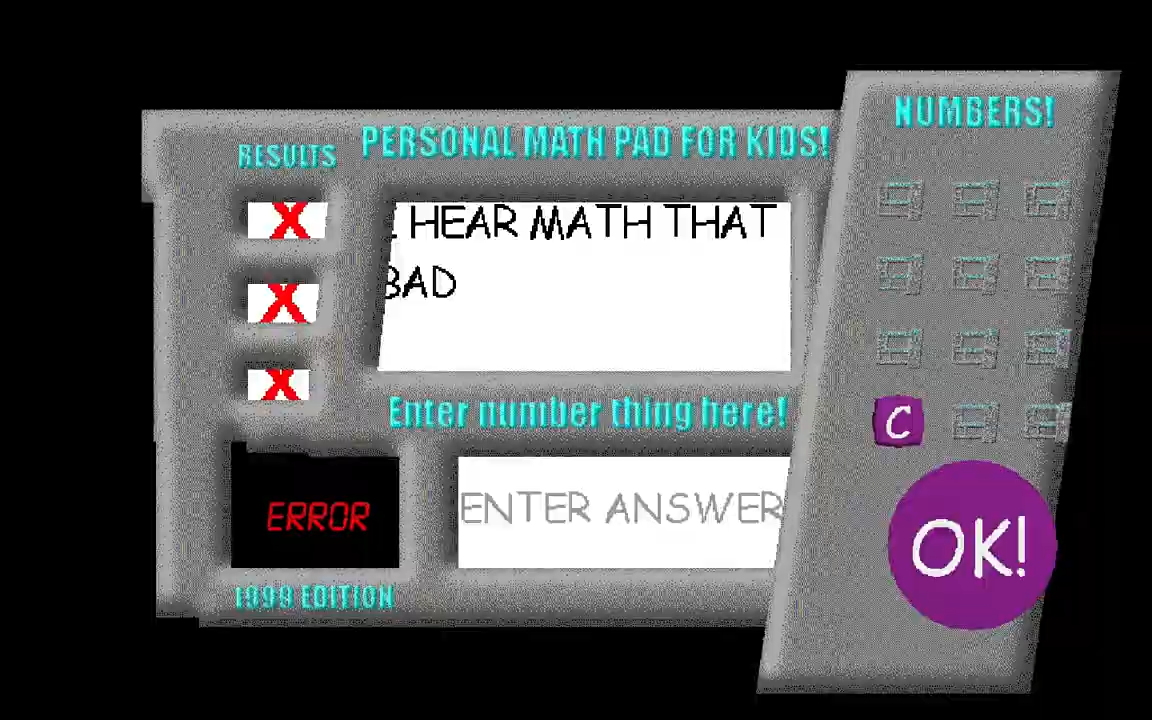 NUMBERS!
PERSONAL MATH PAD FOR KIDS!
RESULTS
X
HEAR MATH THAT
X
BAD
X
Enter number thing here!
C
ERROR
ENTER ANSWER
OK!
1999 EDITION